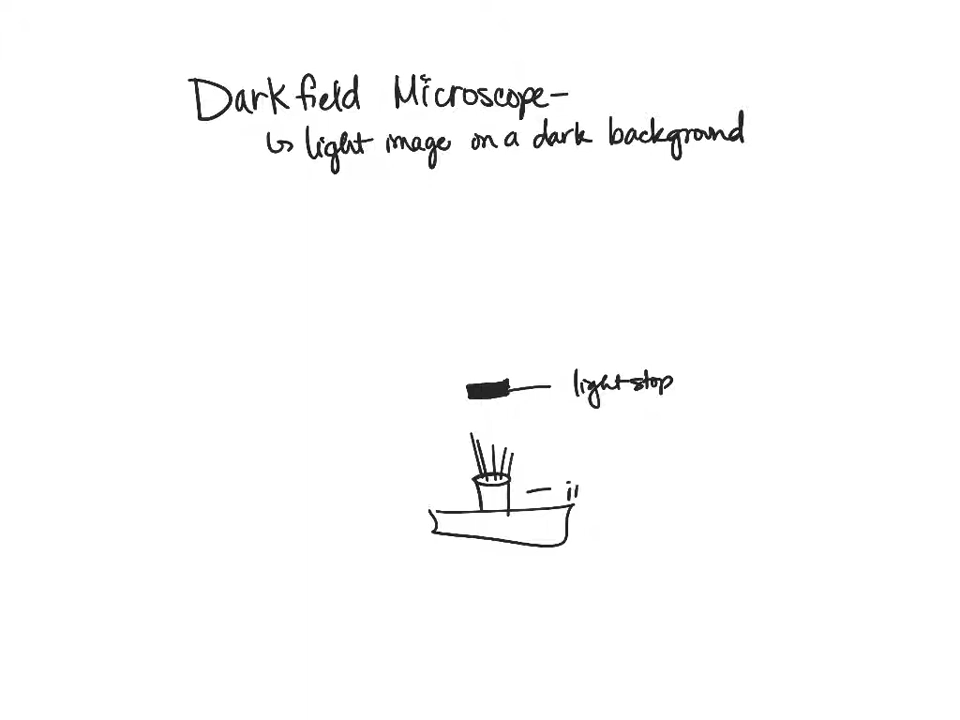 Darkfield Microscope-
↳ light image on a dark background
light stop